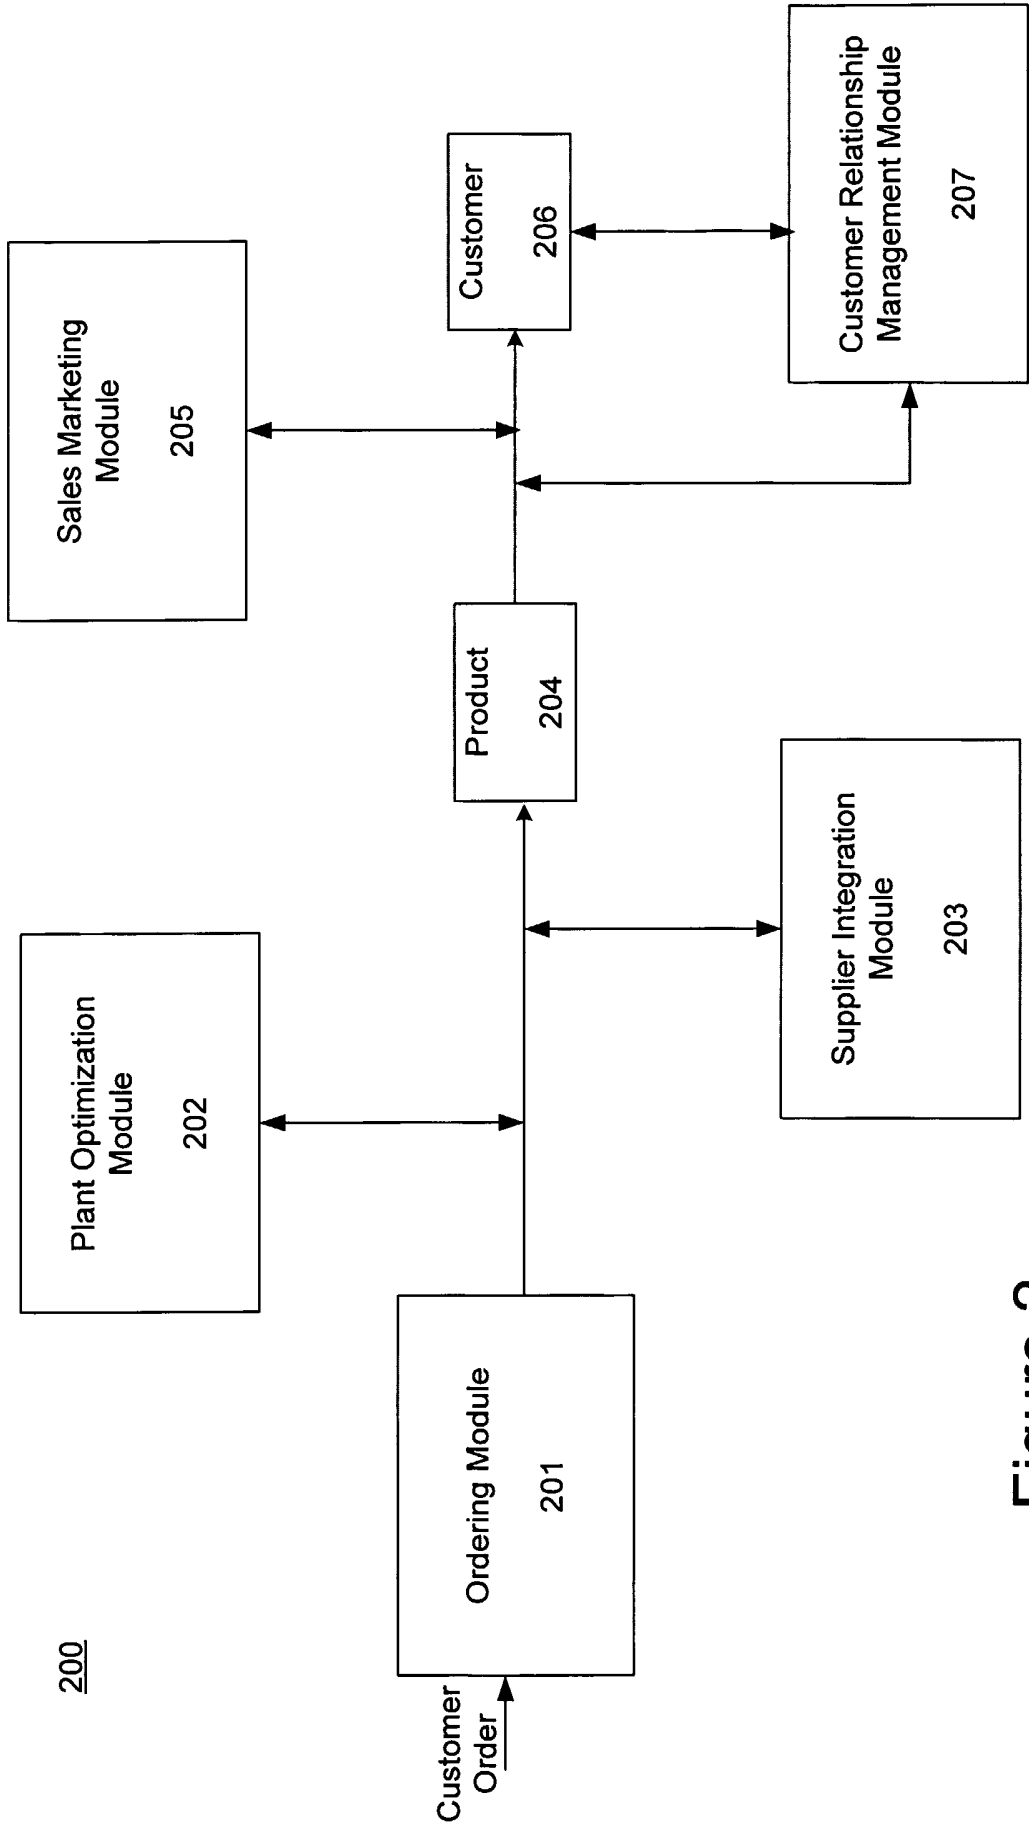 200
Plant Optimization
Module
202
Sales Marketing
Module
205
Customer
Order
Ordering Module
201
Product
204
Customer
206
Supplier Integration
Module
203
Customer Relationship
Management Module
207
Figure